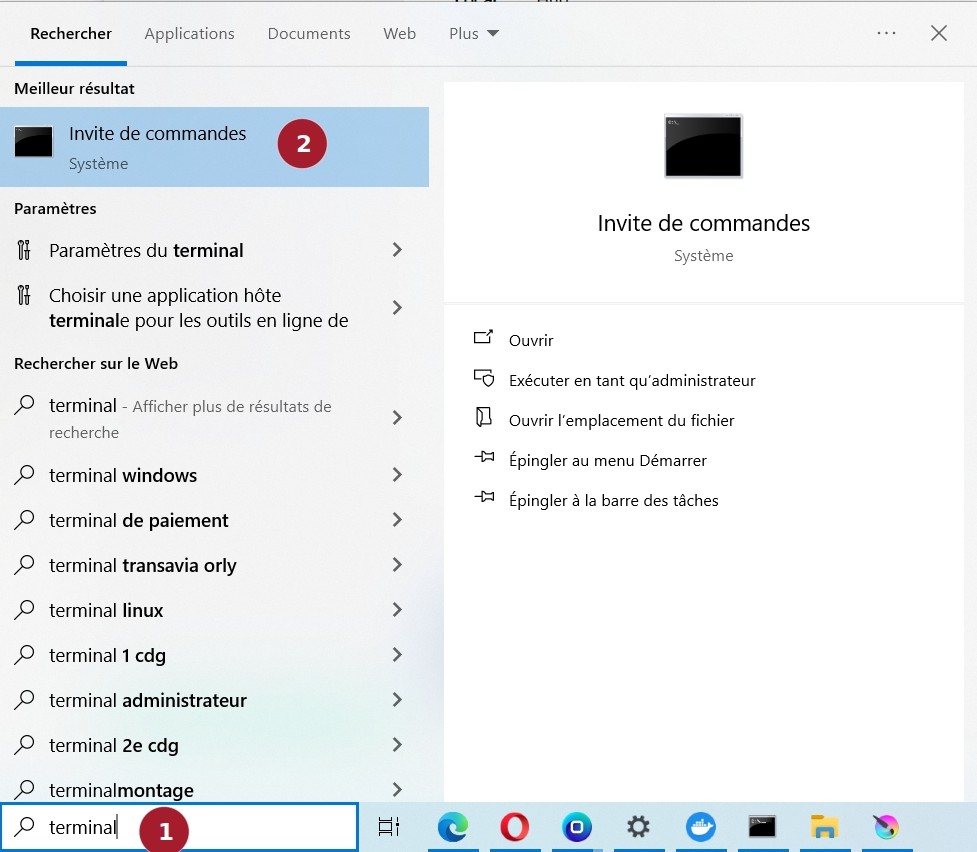 Rechercher Applications Documents Web Plus
Meilleur résultat
Invite de commandes
Système
2
Paramètres
Paramètres du terminal
Choisir une application hôte
terminale pour les outils en ligne de
Rechercher sur le Web
terminal - Afficher plus de résultats de
recherche
terminal windows
terminal de paiement
terminal transavia orly
terminal linux
terminal 1 cdg
terminal administrateur
terminal 2e cdg
terminalmontage
terminal
1
Invite de commandes
Système
Ouvrir
Exécuter en tant qu’administrateur
Ouvrir l’emplacement du fichier
Épingler au menu Démarrer
Épingler à la barre des tâches